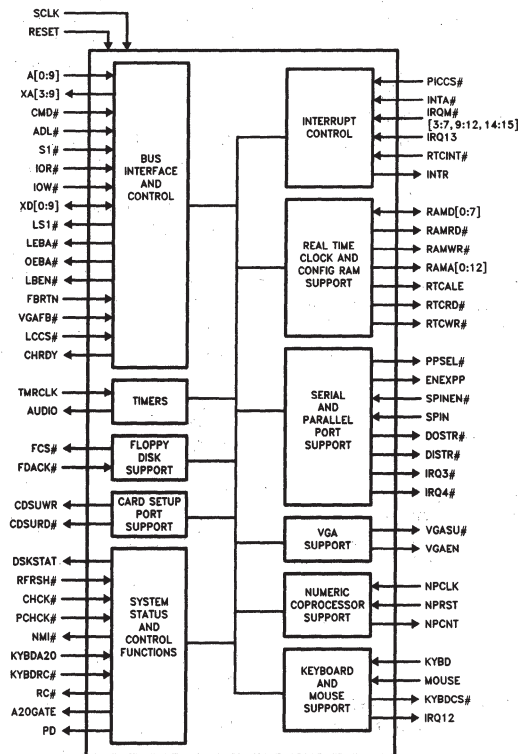 SCLK
RESET
A[0:9]
XA[3:9]
CMD#
ADL#
S1#
IOR#
IOW#
XD[0:9]
LS1#
LEBA#
OEBA#
LBEN#
FBRTN
VGAFB#
LCCS#
CHRDY
BUS
INTERFACE
AND
CONTROL
TMRCLK
AUDIO
TIMERS
FCS#
FDACK#
FLOPPY
DISK
SUPPORT
CDSUWR
CDSURD#
CARD SETUP
PORT
SUPPORT
DSKSTAT
RFRSH#
CHCK#
PCHCK#
NMI#
KYBDA20
KYBDRC#
RC#
A20GATE
PD
SYSTEM
STATUS
AND
CONTROL
FUNCTIONS
INTERRUPT
CONTROL
PICCS#
INTA#
IRQM#
[3:7, 9:12, 14:15]
IRQ13
RTCINT#
INTR
REAL TIME
CLOCK AND
CONFIG RAM
SUPPORT
RAMD[0:7]
RAMRD#
RAMWR#
RAMA[0:12]
RTCALE
RTCRD#
RTCWR#
SERIAL
AND
PARALLEL
PORT
SUPPORT
PPSEL#
ENEXPP
SPINEN#
SPIN
DOSTR#
DISTR#
IRQ3#
IRQ4#
VGA
SUPPORT
VGASU#
VGAEN
NUMERIC
COPROCESSOR
SUPPORT
NPCLK
NPRST
NPCNT
KEYBOARD
AND
MOUSE
SUPPORT
KYBD
MOUSE
KYBDCS#
IRQ12